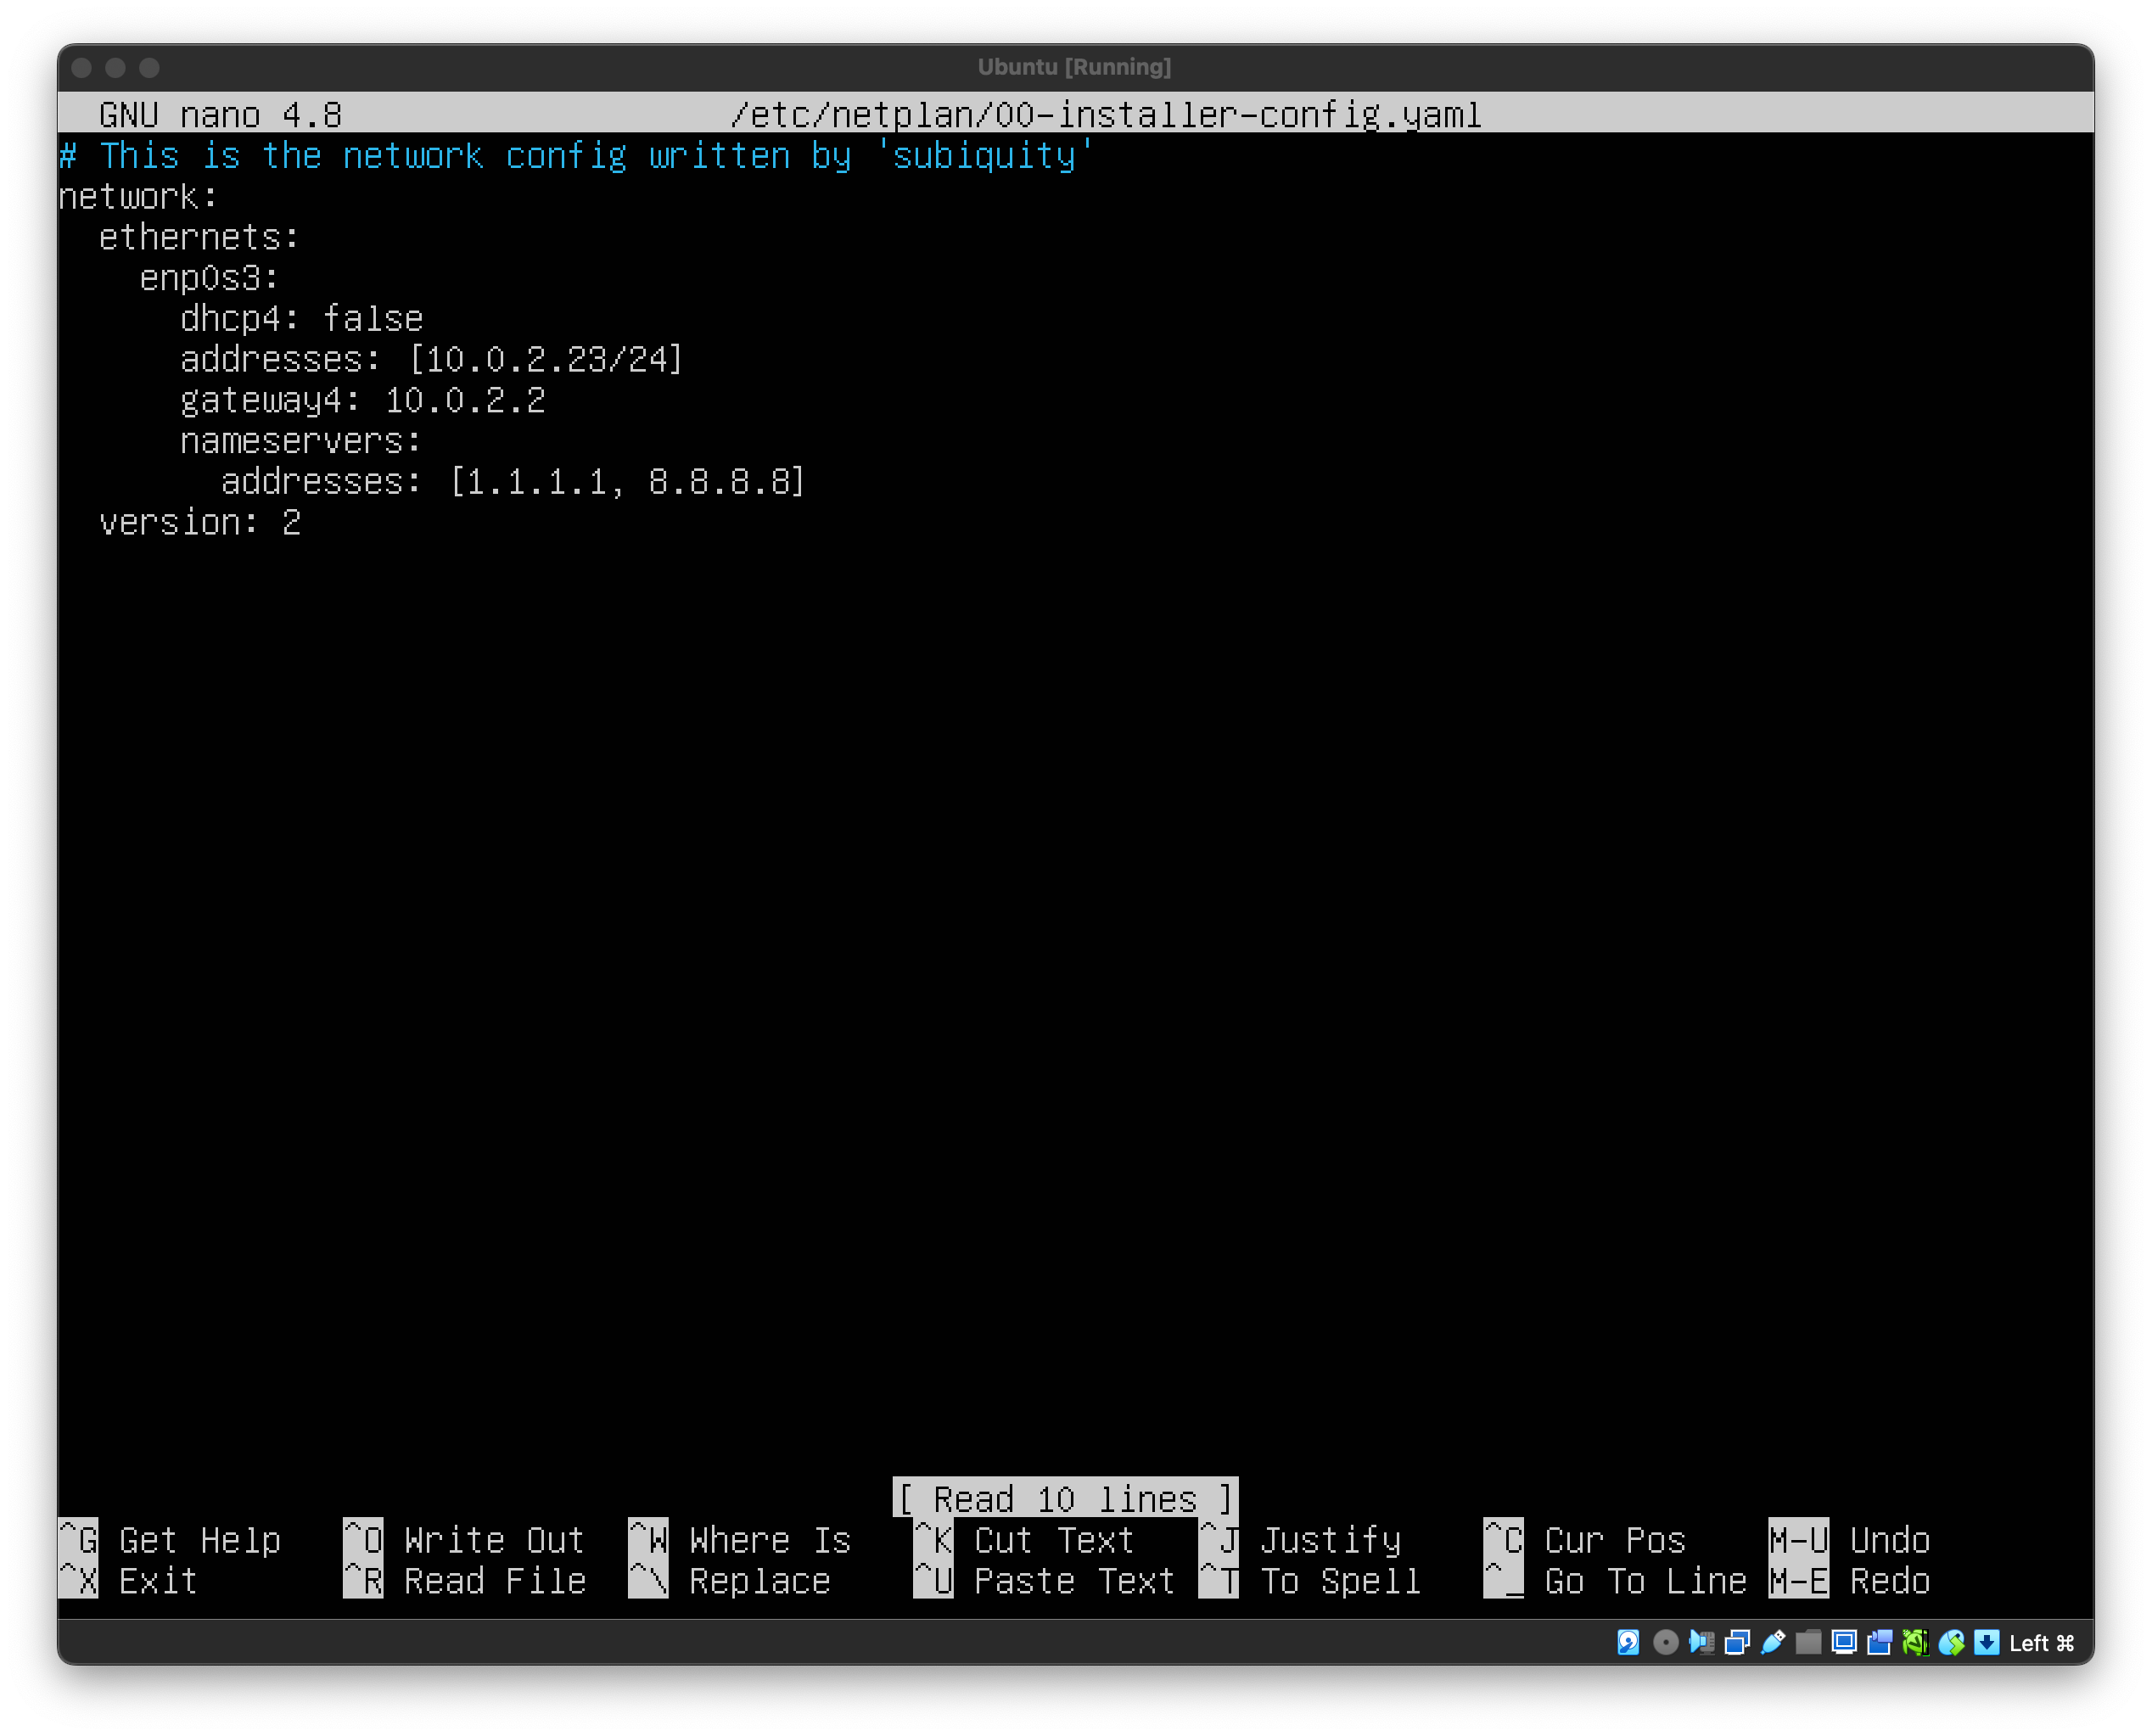 Ubuntu [Running]
GNU nano 4.8 /etc/netplan/00-installer-config.yaml
# This is the network config written by 'subiquity'
network:
  ethernets:
    enp0s3:
      dhcp4: false
      addresses: [10.0.2.23/24]
      gateway4: 10.0.2.2
      nameservers:
        addresses: [1.1.1.1, 8.8.8.8]
  version: 2
[ Read 10 lines ]
^G Get Help ^O Write Out ^W Where Is ^K Cut Text ^J Justify ^C Cur Pos M-U Undo
^X Exit ^R Read File ^\ Replace ^U Paste Text ^T To Spell ^_ Go To Line M-E Redo
Left ⌘